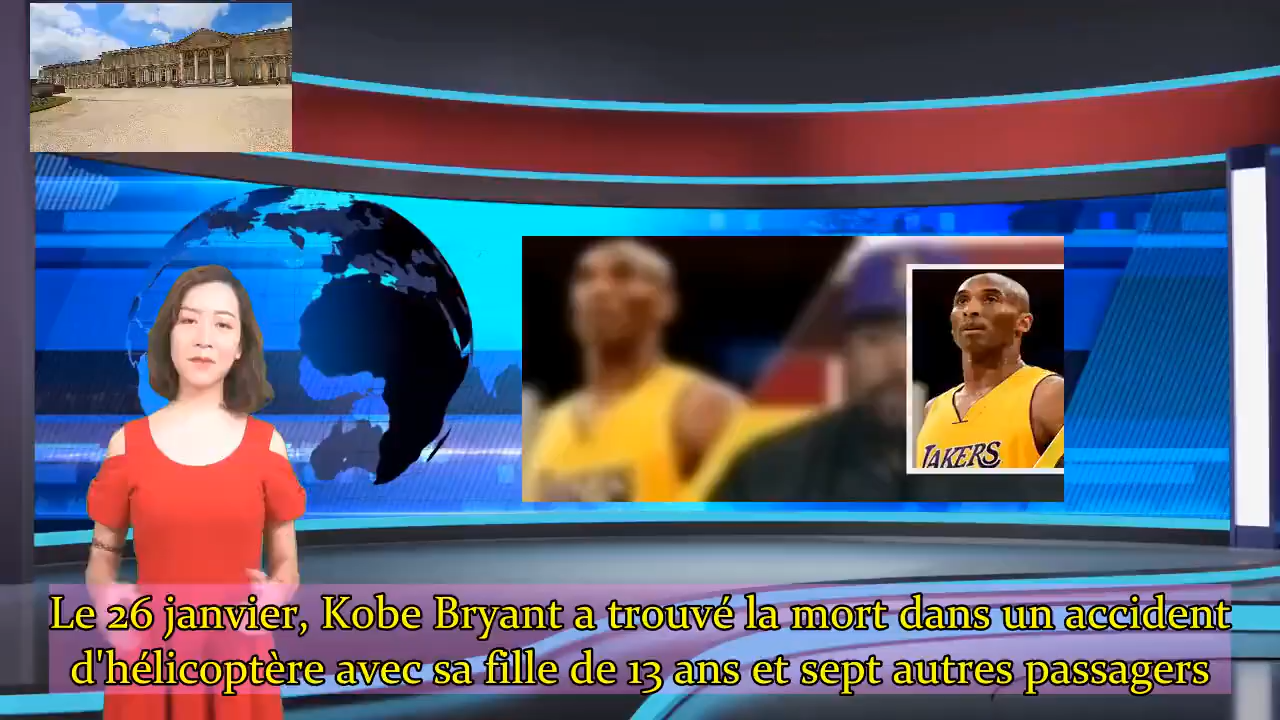 LAKERS
Le 26 janvier, Kobe Bryant a trouvé la mort dans un accident
d'hélicoptère avec sa fille de 13 ans et sept autres passagers